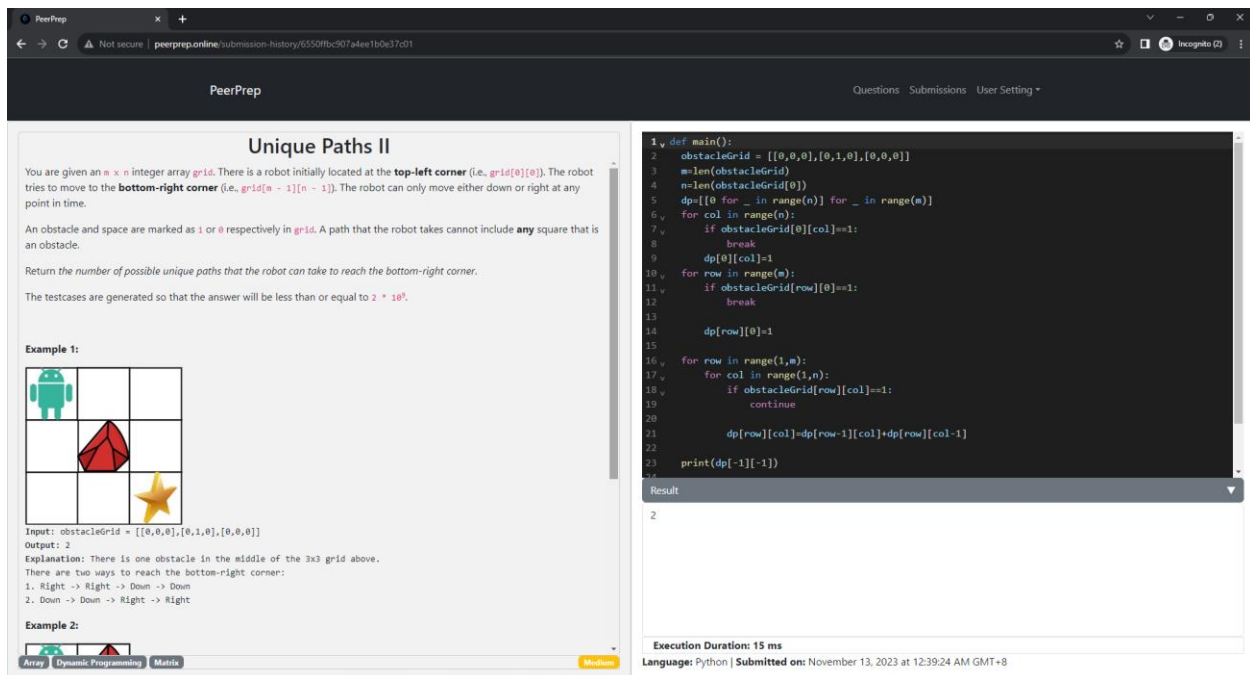 PeerPrep
Not secure | peerprep.online/submission-history/6550ffbc907a4ee1b0e37c01
Incognito (2)
PeerPrep
Questions Submissions User Setting
Unique Paths II
You are given an m x n integer array grid. There is a robot initially located at the top-left corner (i.e., grid[0][0]). The robot
tries to move to the bottom-right corner (i.e., grid[m - 1][n - 1]). The robot can only move either down or right at any
point in time.
An obstacle and space are marked as 1 or 0 respectively in grid. A path that the robot takes cannot include any square that is
an obstacle.
Return the number of possible unique paths that the robot can take to reach the bottom-right corner.
The testcases are generated so that the answer will be less than or equal to 2 * 10⁹.
Example 1:
Input: obstacleGrid = [[0,0,0],[0,1,0],[0,0,0]]
Output: 2
Explanation: There is one obstacle in the middle of the 3x3 grid above.
There are two ways to reach the bottom-right corner:
1. Right -> Right -> Down -> Down
2. Down -> Down -> Right -> Right
Example 2:
Array Dynamic Programming Matrix Medium
1 def main():
2 obstacleGrid = [[0,0,0],[0,1,0],[0,0,0]]
3 m=len(obstacleGrid)
4 n=len(obstacleGrid[0])
5 dp=[[0 for _ in range(n)] for _ in range(m)]
6 for col in range(n):
7 if obstacleGrid[0][col]==1:
8 break
9 dp[0][col]=1
10 for row in range(m):
11 if obstacleGrid[row][0]==1:
12 break
13
14 dp[row][0]=1
15
16 for row in range(1,m):
17 for col in range(1,n):
18 if obstacleGrid[row][col]==1:
19 continue
20
21 dp[row][col]=dp[row-1][col]+dp[row][col-1]
22
23 print(dp[-1][-1])
Result
2
Execution Duration: 15 ms
Language: Python | Submitted on: November 13, 2023 at 12:39:24 AM GMT+8